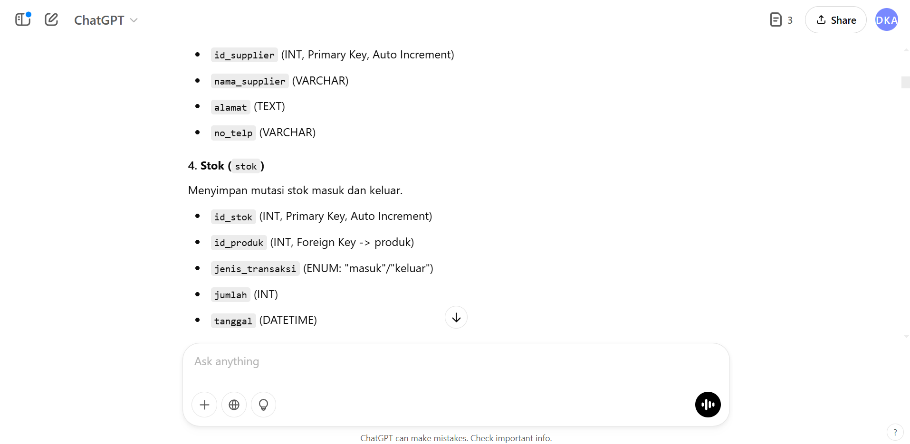 ChatGPT
3
Share
DKA
id_supplier (INT, Primary Key, Auto Increment)
nama_supplier (VARCHAR)
alamat (TEXT)
no_telp (VARCHAR)
4. Stok (stok)
Menyimpan mutasi stok masuk dan keluar.
id_stok (INT, Primary Key, Auto Increment)
id_produk (INT, Foreign Key -> produk)
jenis_transaksi (ENUM: "masuk"/"keluar")
jumlah (INT)
tanggal (DATETIME)
Ask anything
ChatGPT can make mistakes. Check important info.
?